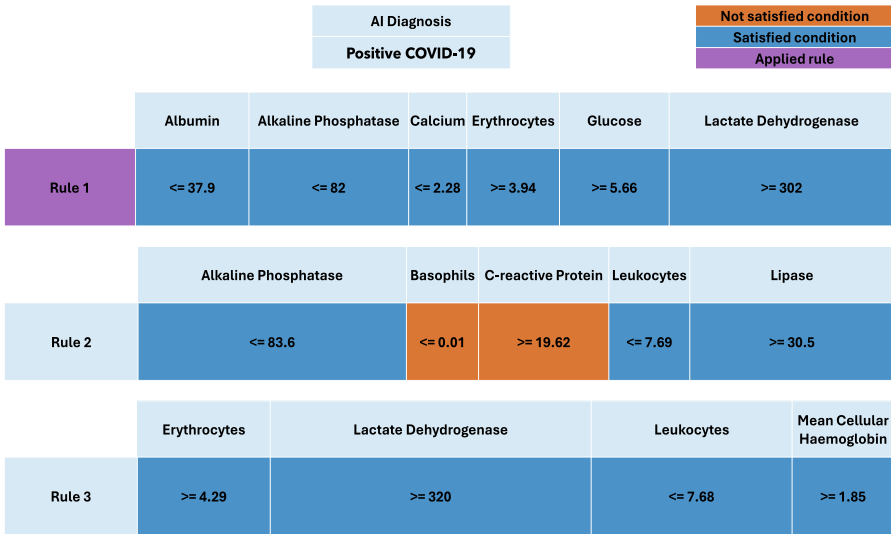 AI Diagnosis
Positive COVID-19
Not satisfied condition
Satisfied condition
Applied rule
Albumin Alkaline Phosphatase Calcium Erythrocytes Glucose Lactate Dehydrogenase
Rule 1 <= 37.9 <= 82 <= 2.28 >= 3.94 >= 5.66 >= 302
Alkaline Phosphatase Basophils C-reactive Protein Leukocytes Lipase
Rule 2 <= 83.6 <= 0.01 >= 19.62 <= 7.69 >= 30.5
Erythrocytes Lactate Dehydrogenase Leukocytes Mean Cellular
Haemoglobin
Rule 3 >= 4.29 >= 320 <= 7.68 >= 1.85